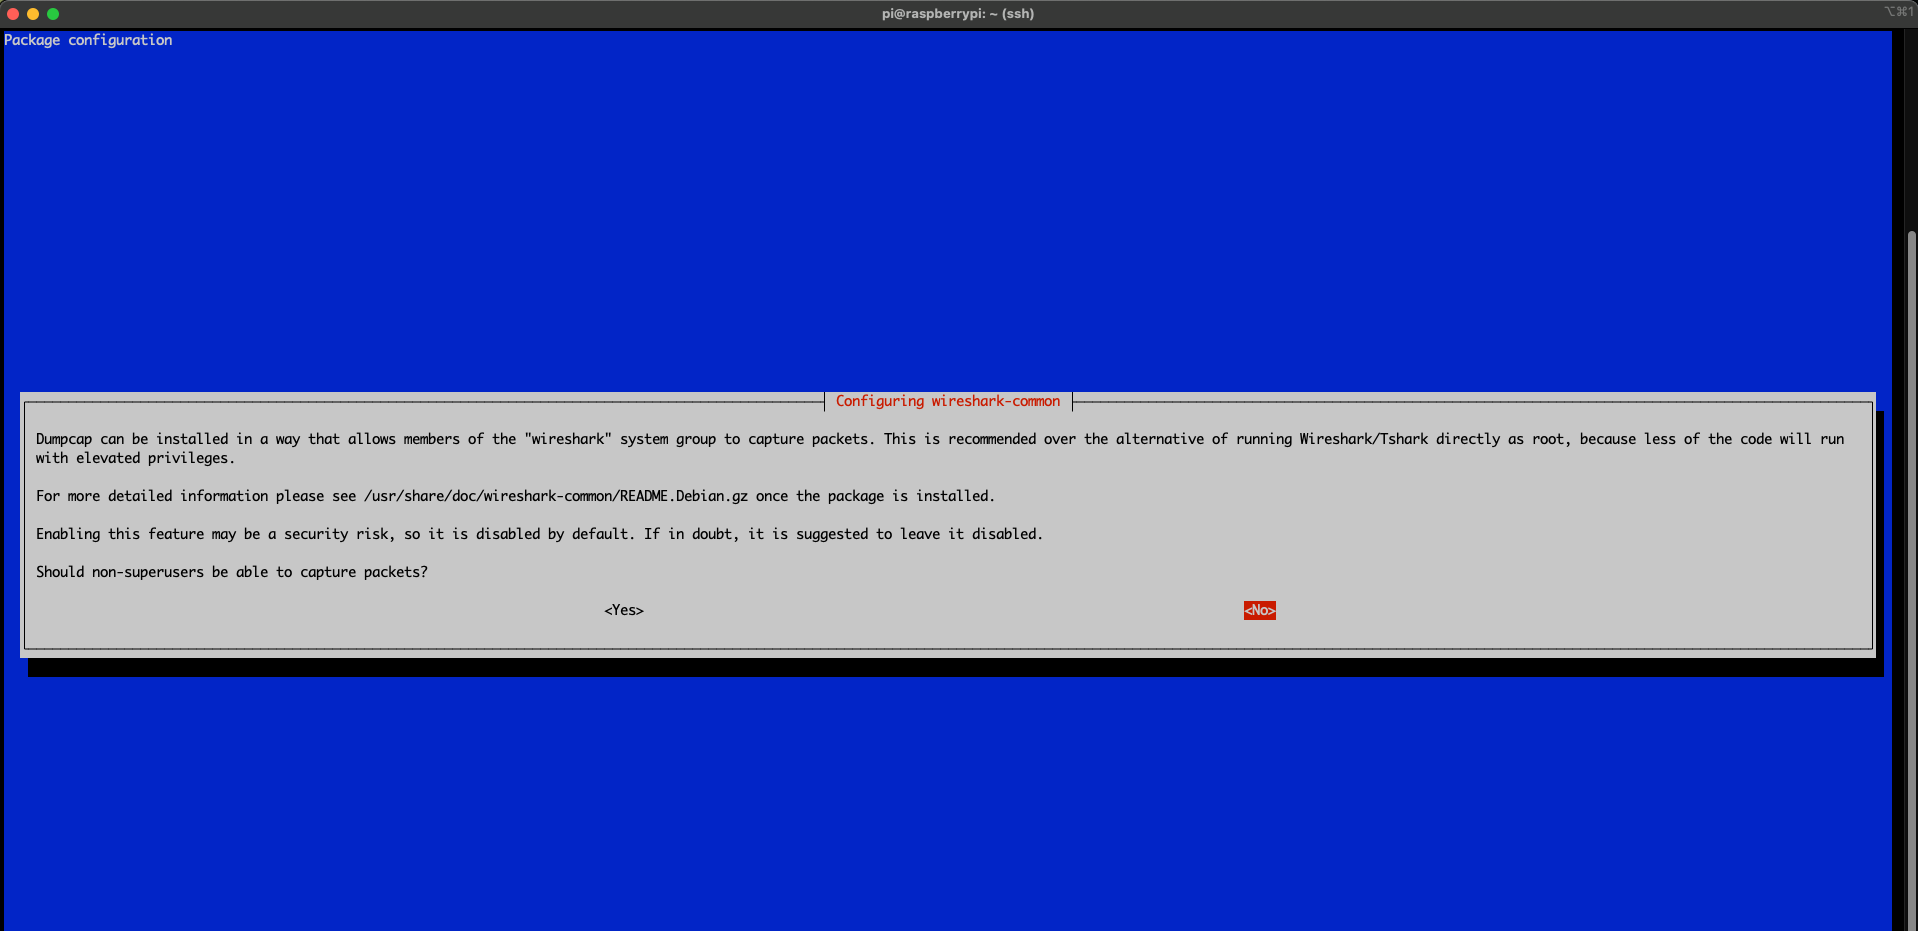 pi@raspberrypi: ~ (ssh)
⌥⌘1
Package configuration
Configuring wireshark-common
Dumpcap can be installed in a way that allows members of the "wireshark" system group to capture packets. This is recommended over the alternative of running Wireshark/Tshark directly as root, because less of the code will run
with elevated privileges.
For more detailed information please see /usr/share/doc/wireshark-common/README.Debian.gz once the package is installed.
Enabling this feature may be a security risk, so it is disabled by default. If in doubt, it is suggested to leave it disabled.
Should non-superusers be able to capture packets?
<Yes> <No>